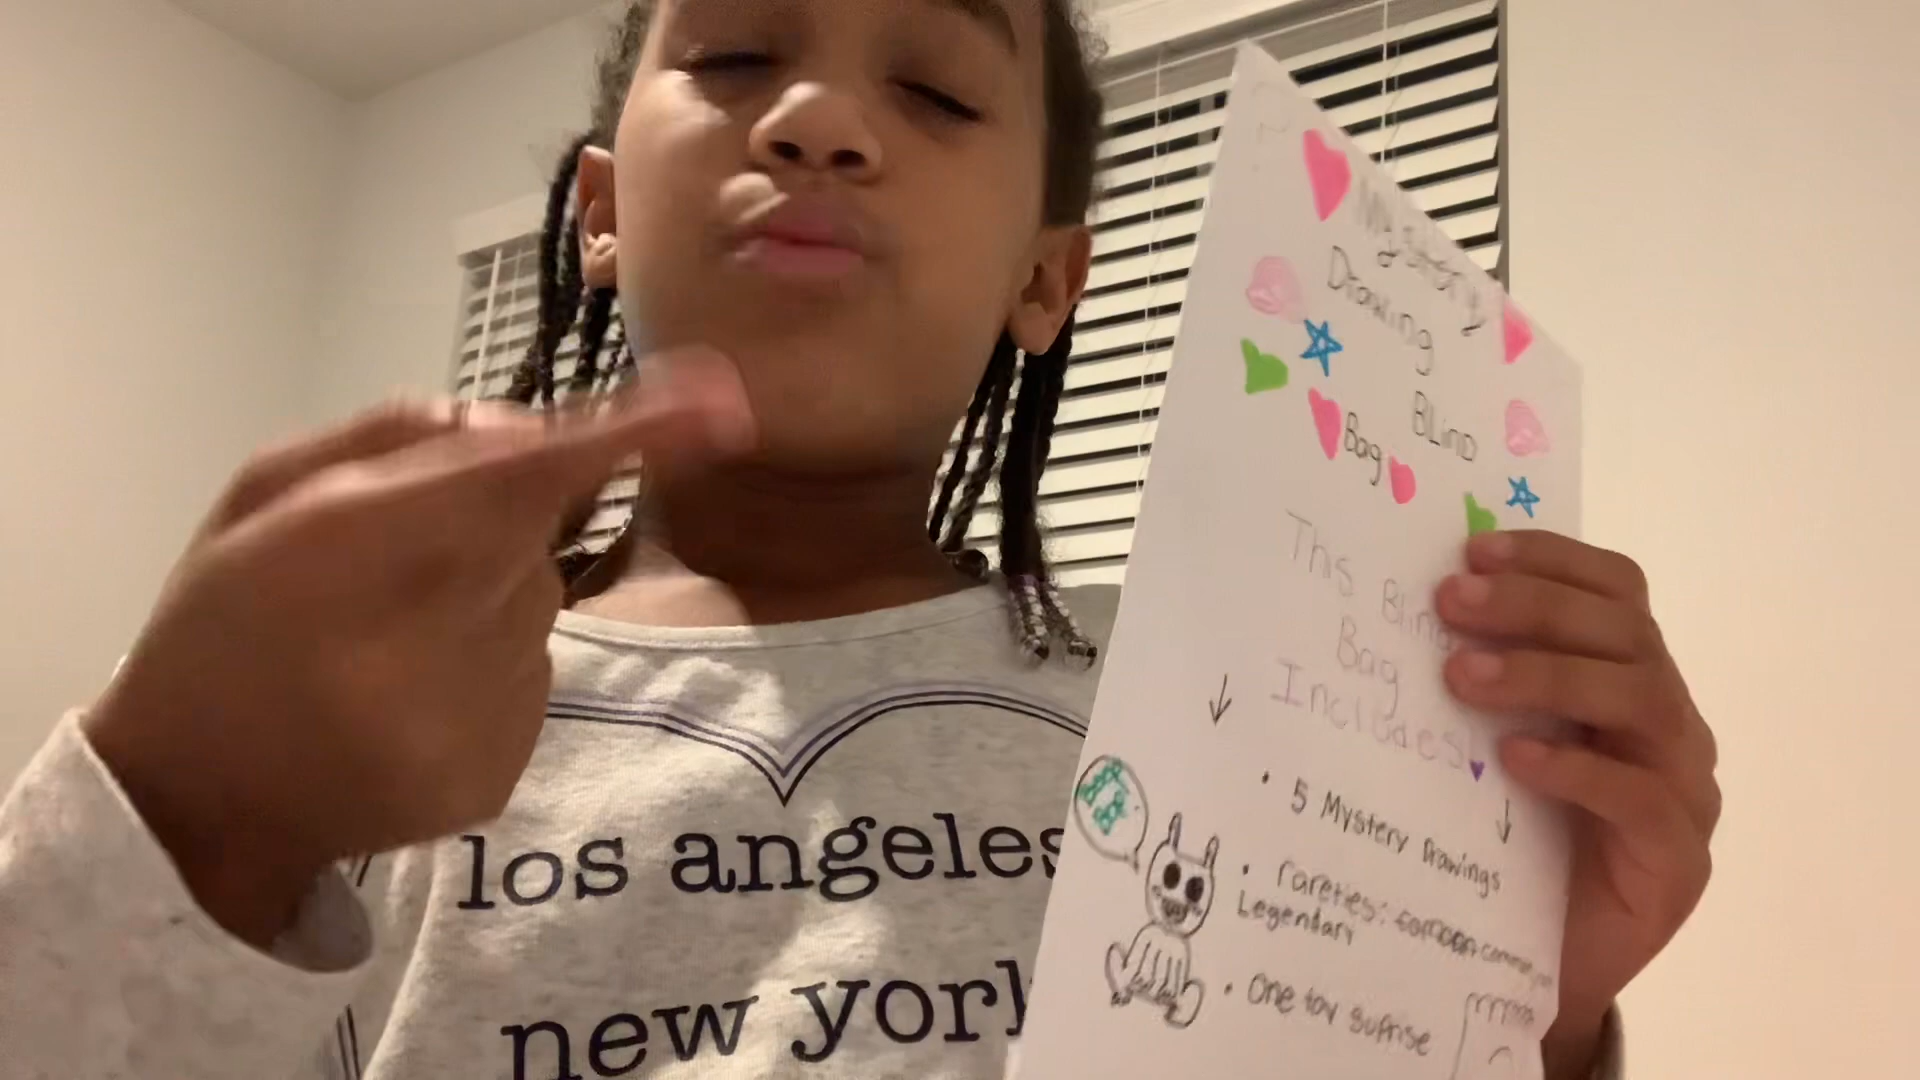 Mystery
Drawing
BLinD
Bag
This Blind
Bag
Includes!
• 5 Mystery Drawings
• rareties:
Legendary
• One toy suprise
los angeles
new york